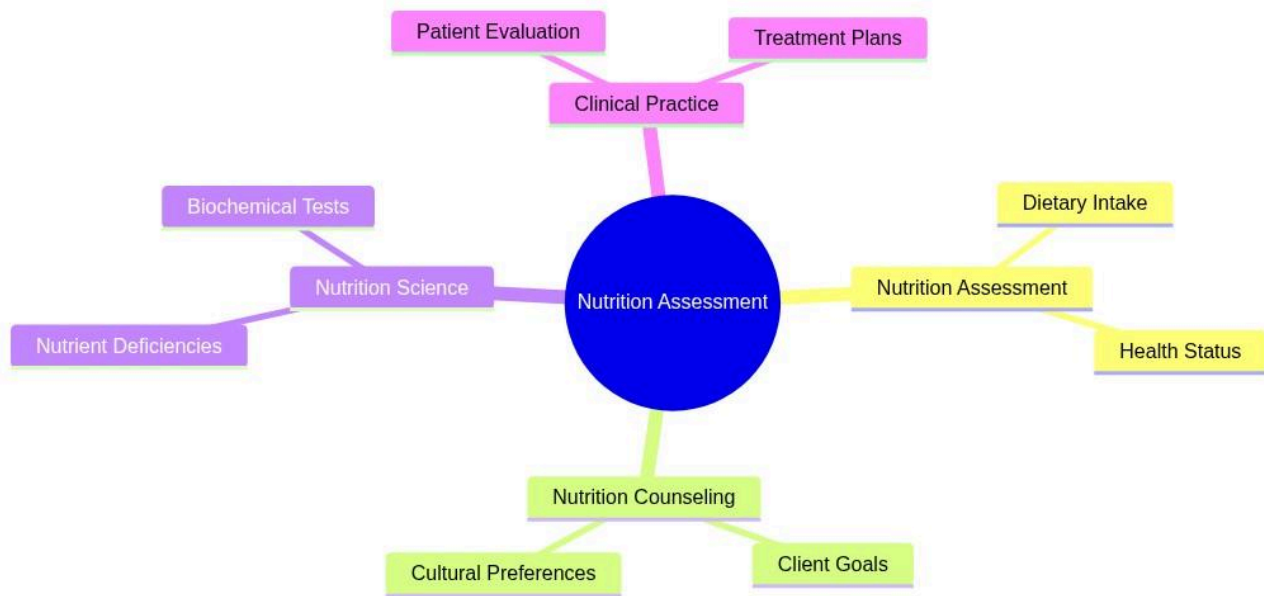 Patient Evaluation
Treatment Plans
Clinical Practice
Biochemical Tests
Dietary Intake
Nutrition Science
Nutrition Assessment
Nutrition Assessment
Nutrient Deficiencies
Health Status
Nutrition Counseling
Cultural Preferences
Client Goals